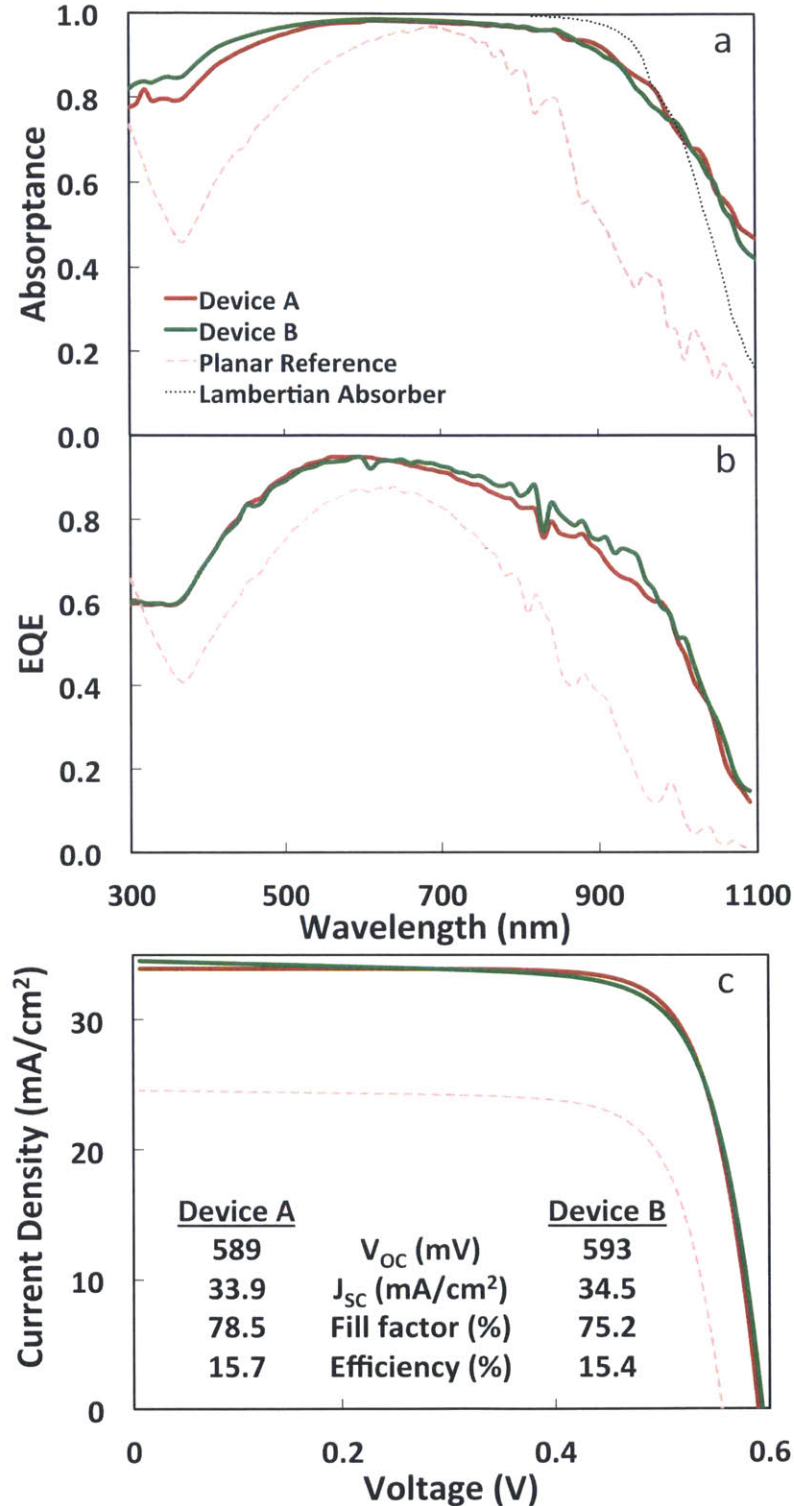 1.0
a
0.8
0.6
0.4
0.2
0.0
Absorptance
Device A
Device B
Planar Reference
Lambertian Absorber
b
0.8
0.6
0.4
0.2
0.0
EQE
300 500 700 900 1100
Wavelength (nm)
c
30
20
10
0
Current Density (mA/cm²)
Device A Device B
589 V_OC (mV) 593
33.9 J_SC (mA/cm²) 34.5
78.5 Fill factor (%) 75.2
15.7 Efficiency (%) 15.4
0 0.2 0.4 0.6
Voltage (V)